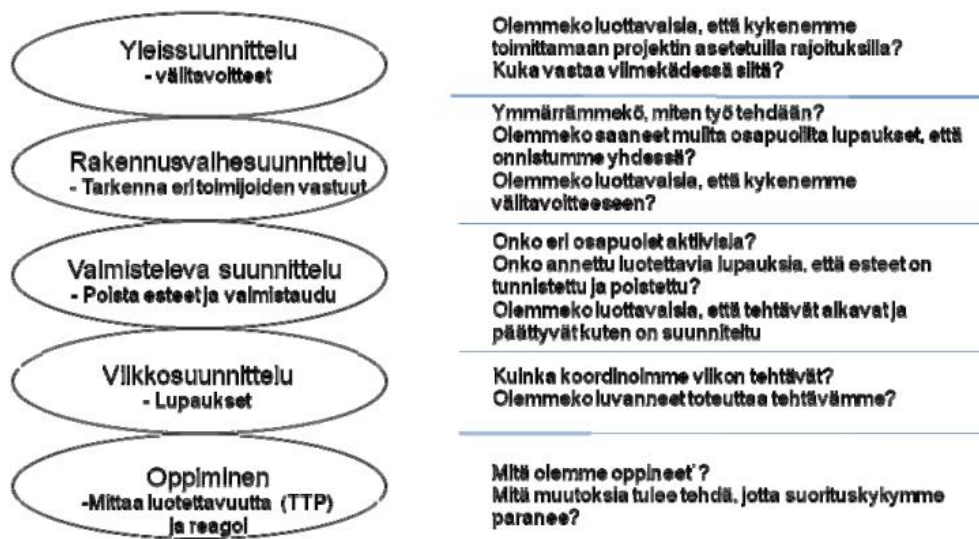 Yleissuunnittelu
- välitavoitteet
Olemmeko luottavaisia, että kykenemme
toimittamaan projektin asetetuilla rajoituksilla?
Kuka vastaa viimekädessä siitä?
Rakennusvaihesuunnittelu
- Tarkenna eri toimijoiden vastuut
Ymmärrämmekö, miten työ tehdään?
Olemmeko saaneet muilta osapuolilta lupaukset, että
onnistumme yhdessä?
Olemmeko luottavaisia, että kykenemme
välitavoitteeseen?
Valmisteleva suunnittelu
- Poista esteet ja valmistaudu
Onko eri osapuolet aktiivisia?
Onko annettu luotettavia lupauksia, että esteet on
tunnistettu ja poistettu?
Olemmeko luottavaisia, että tehtävät alkavat ja
päättyvät kuten on suunniteltu
Viikkosuunnittelu
- Lupaukset
Kuinka koordinoimme viikon tehtävät?
Olemmeko luvanneet toteuttaa tehtävämme?
Oppiminen
-Mittaa luotettavuutta (TTP)
ja reagoi
Mitä olemme oppineet'?
Mitä muutoksia tulee tehdä, jotta suorituskykymme
paranee?